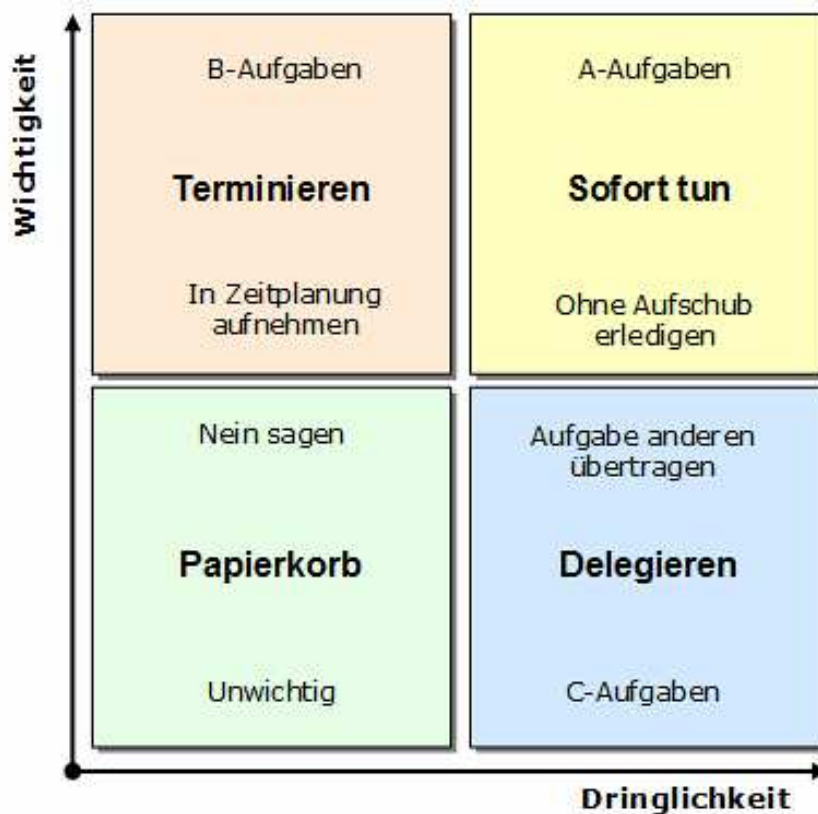 Wichtigkeit
B-Aufgaben
Terminieren
In Zeitplanung
aufnehmen
A-Aufgaben
Sofort tun
Ohne Aufschub
erledigen
Nein sagen
Papierkorb
Unwichtig
Aufgabe anderen
übertragen
Delegieren
C-Aufgaben
Dringlichkeit